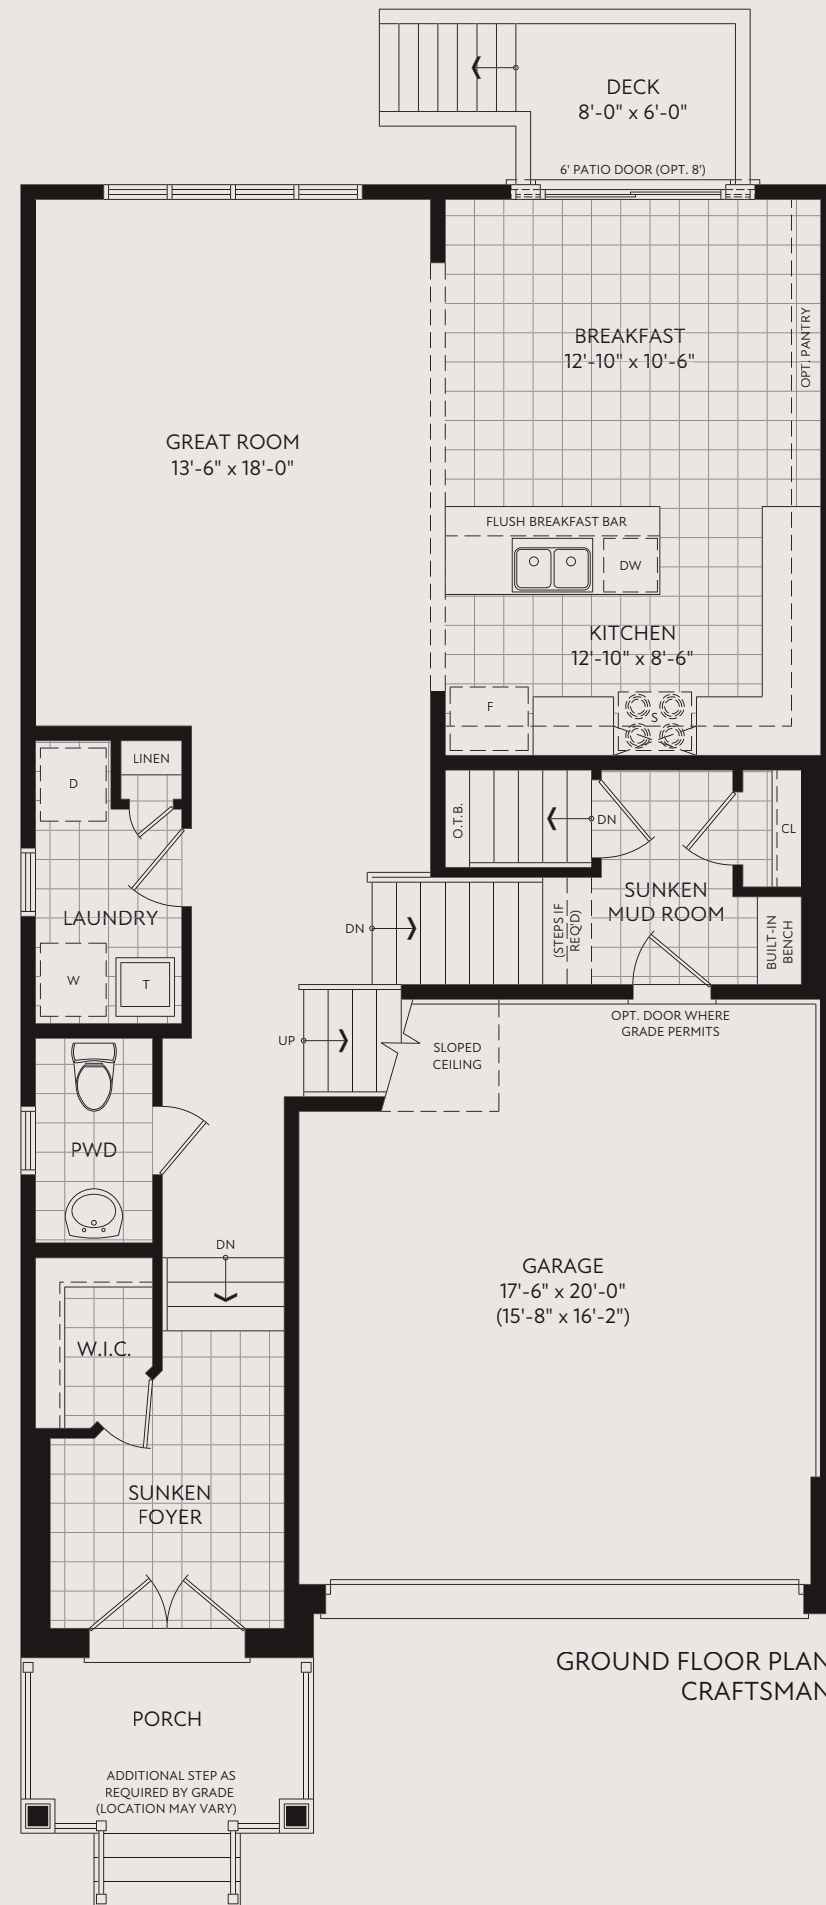 DECK
8'-0" x 6'-0"
6' PATIO DOOR (OPT. 8')
BREAKFAST
12'-10" x 10'-6"
OPT. PANTRY
GREAT ROOM
13'-6" x 18'-0"
FLUSH BREAKFAST BAR
DW
KITCHEN
12'-10" x 8'-6"
F
S
LINEN
D
O.T.B.
DN
CL
SUNKEN
MUD ROOM
LAUNDRY
DN
(STEPS IF
REQ'D)
BUILT-IN
BENCH
W
T
OPT. DOOR WHERE
GRADE PERMITS
UP
SLOPED
CEILING
PWD
DN
GARAGE
17'-6" x 20'-0"
(15'-8" x 16'-2")
W.I.C.
SUNKEN
FOYER
GROUND FLOOR PLAN
CRAFTSMAN
PORCH
ADDITIONAL STEP AS
REQUIRED BY GRADE
(LOCATION MAY VARY)